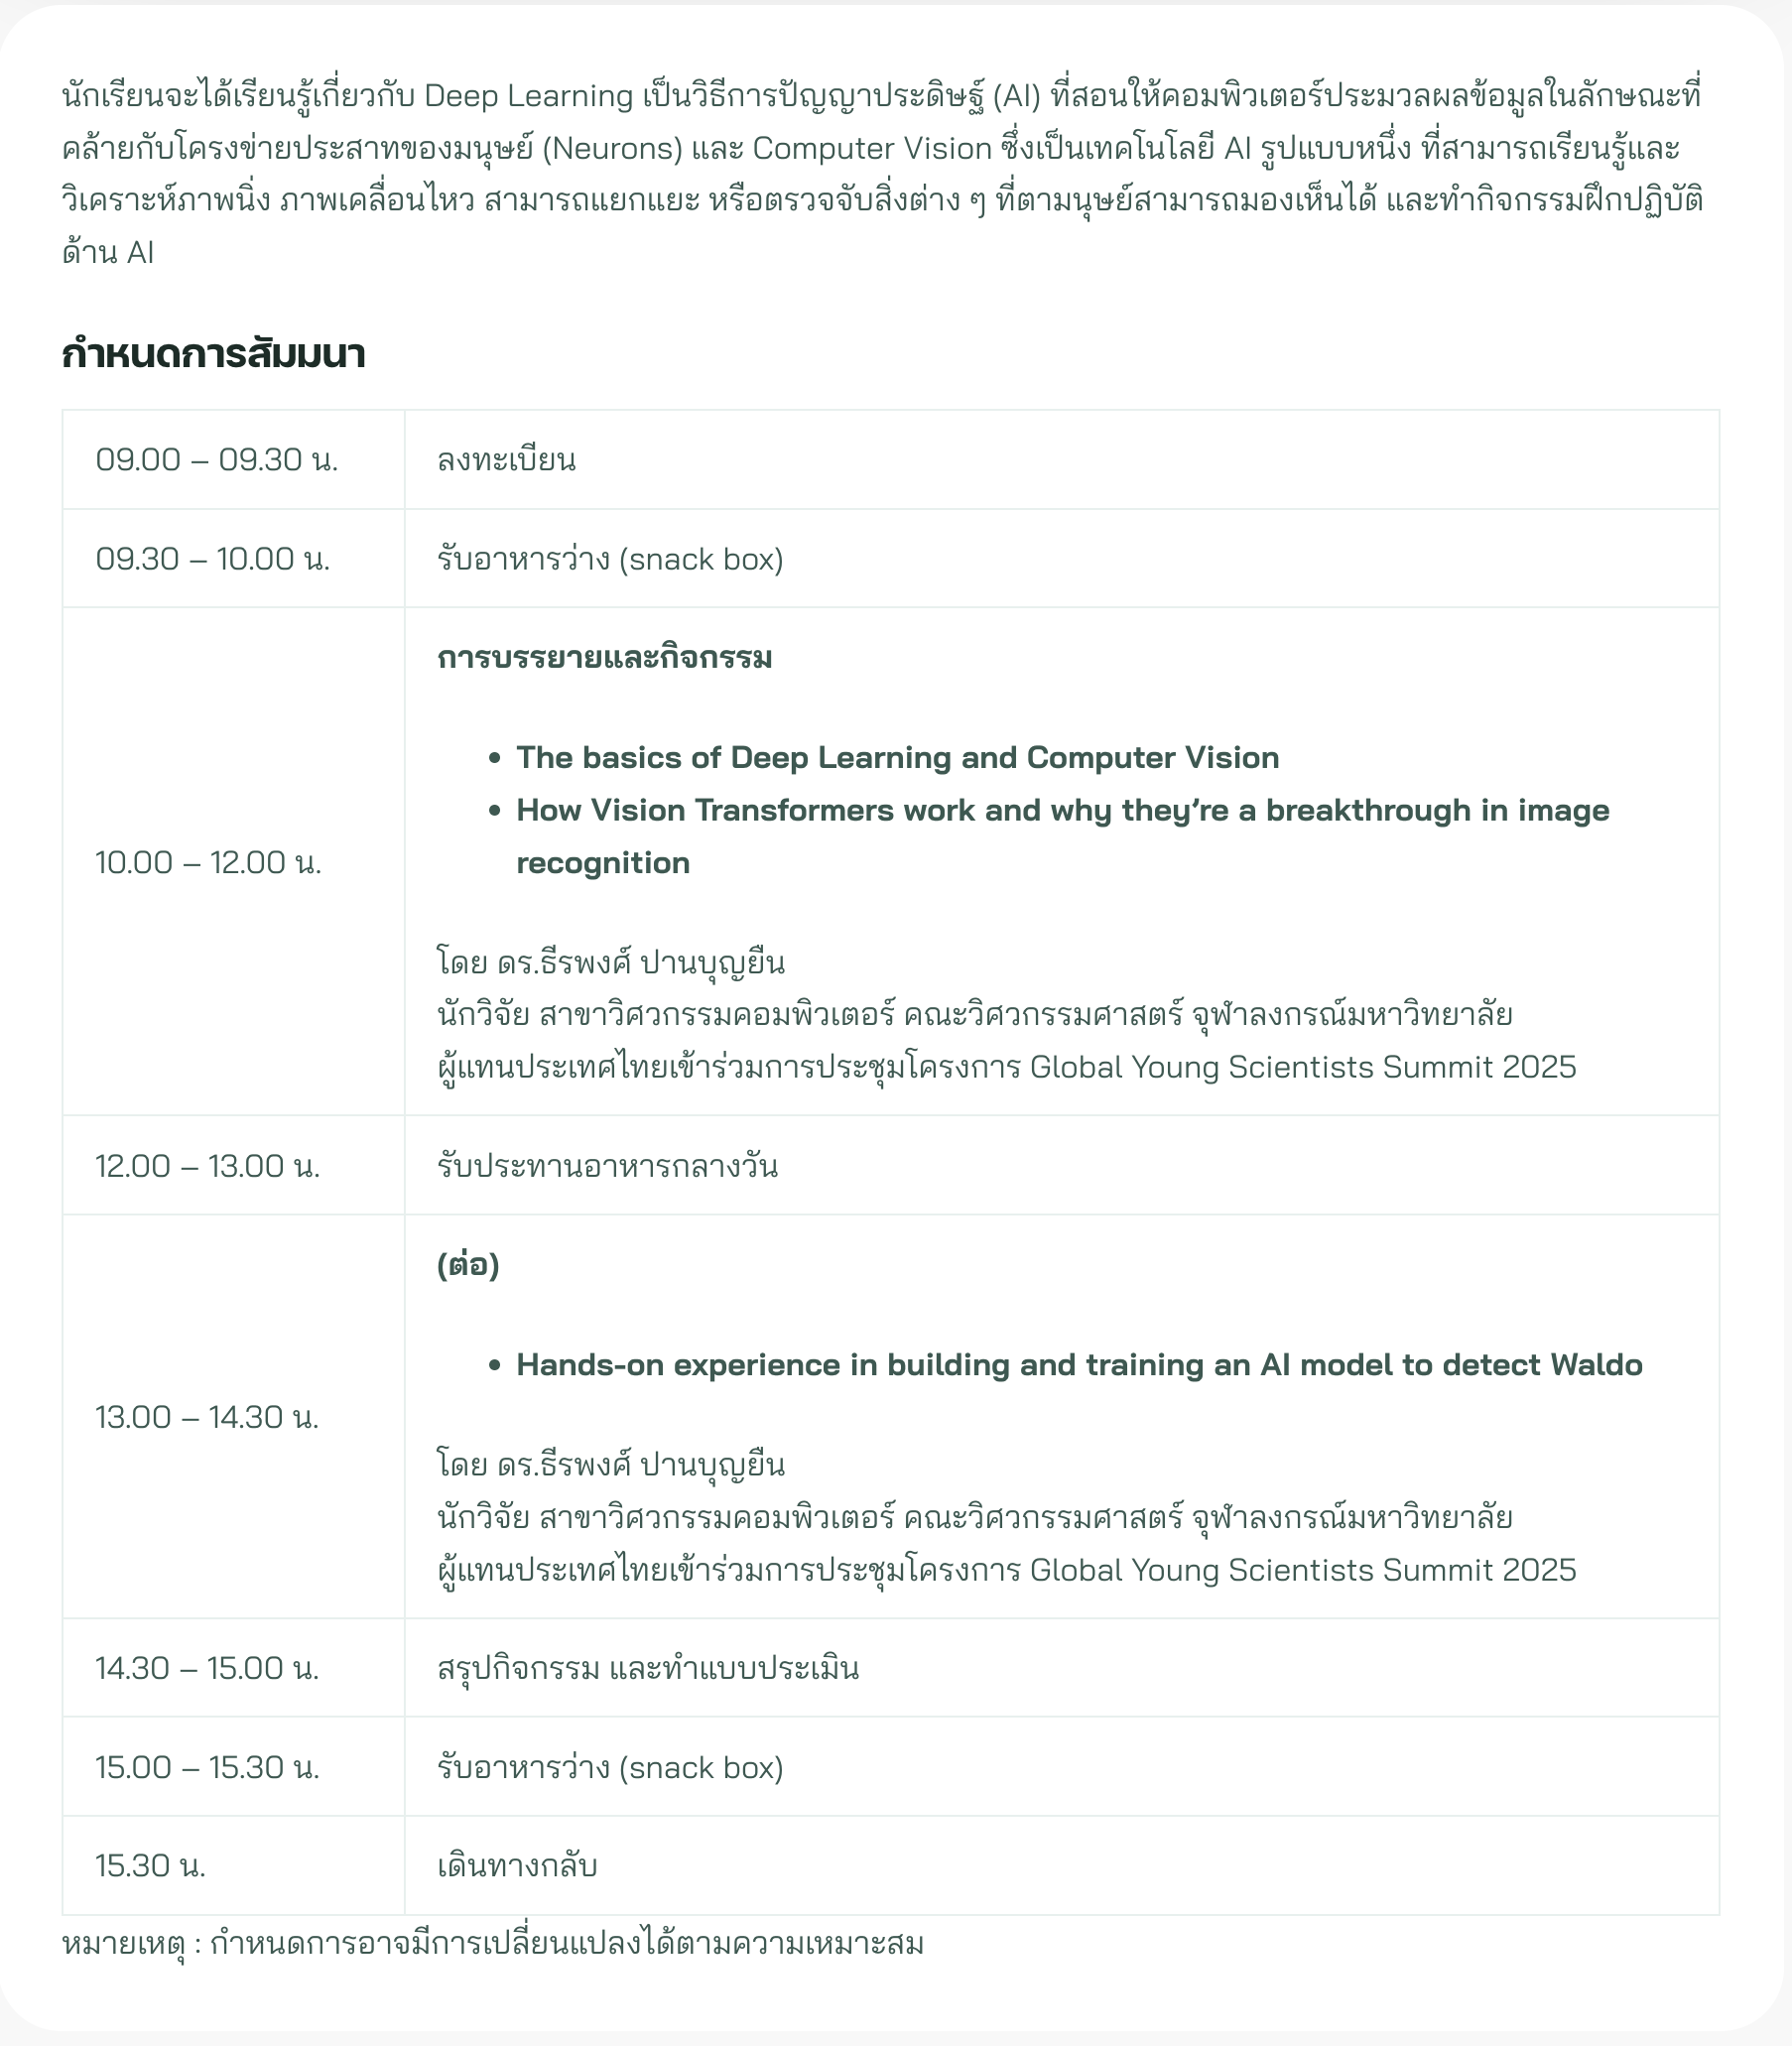 นักเรียนจะได้เรียนรู้เกี่ยวกับ Deep Learning เป็นวิธีการปัญญาประดิษฐ์ (AI) ที่สอนให้คอมพิวเตอร์ประมวลผลข้อมูลในลักษณะที่
คล้ายกับโครงข่ายประสาทของมนุษย์ (Neurons) และ Computer Vision ซึ่งเป็นเทคโนโลยี AI รูปแบบหนึ่ง ที่สามารถเรียนรู้และ
วิเคราะห์ภาพนิ่ง ภาพเคลื่อนไหว สามารถแยกแยะ หรือตรวจจับสิ่งต่าง ๆ ที่ตามนุษย์สามารถมองเห็นได้ และทำกิจกรรมฝึกปฏิบัติ
ด้าน AI
กำหนดการสัมมนา
09.00 – 09.30 น. ลงทะเบียน
09.30 – 10.00 น. รับอาหารว่าง (snack box)
10.00 – 12.00 น.
การบรรยายและกิจกรรม
• The basics of Deep Learning and Computer Vision
• How Vision Transformers work and why they’re a breakthrough in image
recognition
โดย ดร.ธีรพงศ์ ปานบุญยืน
นักวิจัย สาขาวิศวกรรมคอมพิวเตอร์ คณะวิศวกรรมศาสตร์ จุฬาลงกรณ์มหาวิทยาลัย
ผู้แทนประเทศไทยเข้าร่วมการประชุมโครงการ Global Young Scientists Summit 2025
12.00 – 13.00 น. รับประทานอาหารกลางวัน
13.00 – 14.30 น.
(ต่อ)
• Hands-on experience in building and training an AI model to detect Waldo
โดย ดร.ธีรพงศ์ ปานบุญยืน
นักวิจัย สาขาวิศวกรรมคอมพิวเตอร์ คณะวิศวกรรมศาสตร์ จุฬาลงกรณ์มหาวิทยาลัย
ผู้แทนประเทศไทยเข้าร่วมการประชุมโครงการ Global Young Scientists Summit 2025
14.30 – 15.00 น. สรุปกิจกรรม และทำแบบประเมิน
15.00 – 15.30 น. รับอาหารว่าง (snack box)
15.30 น. เดินทางกลับ
หมายเหตุ : กำหนดการอาจมีการเปลี่ยนแปลงได้ตามความเหมาะสม